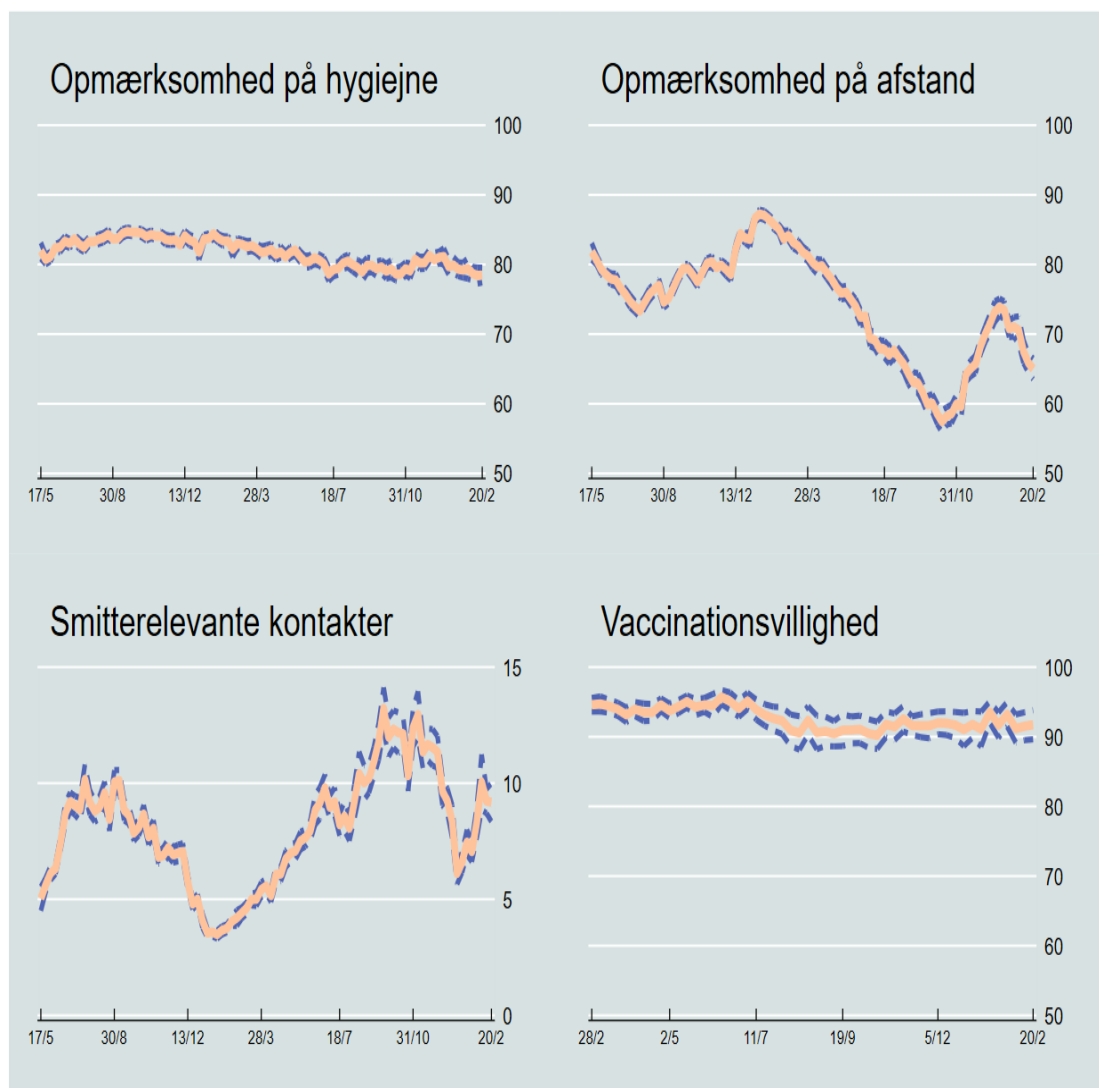 Opmærksomhed på hygiejne
100
90
80
70
60
50
17/5 30/8 13/12 28/3 18/7 31/10 20/2
Opmærksomhed på afstand
100
90
80
70
60
50
17/5 30/8 13/12 28/3 18/7 31/10 20/2
Smitterelevante kontakter
15
10
5
0
17/5 30/8 13/12 28/3 18/7 31/10 20/2
Vaccinationsvillighed
100
90
80
70
60
50
28/2 2/5 11/7 19/9 5/12 20/2